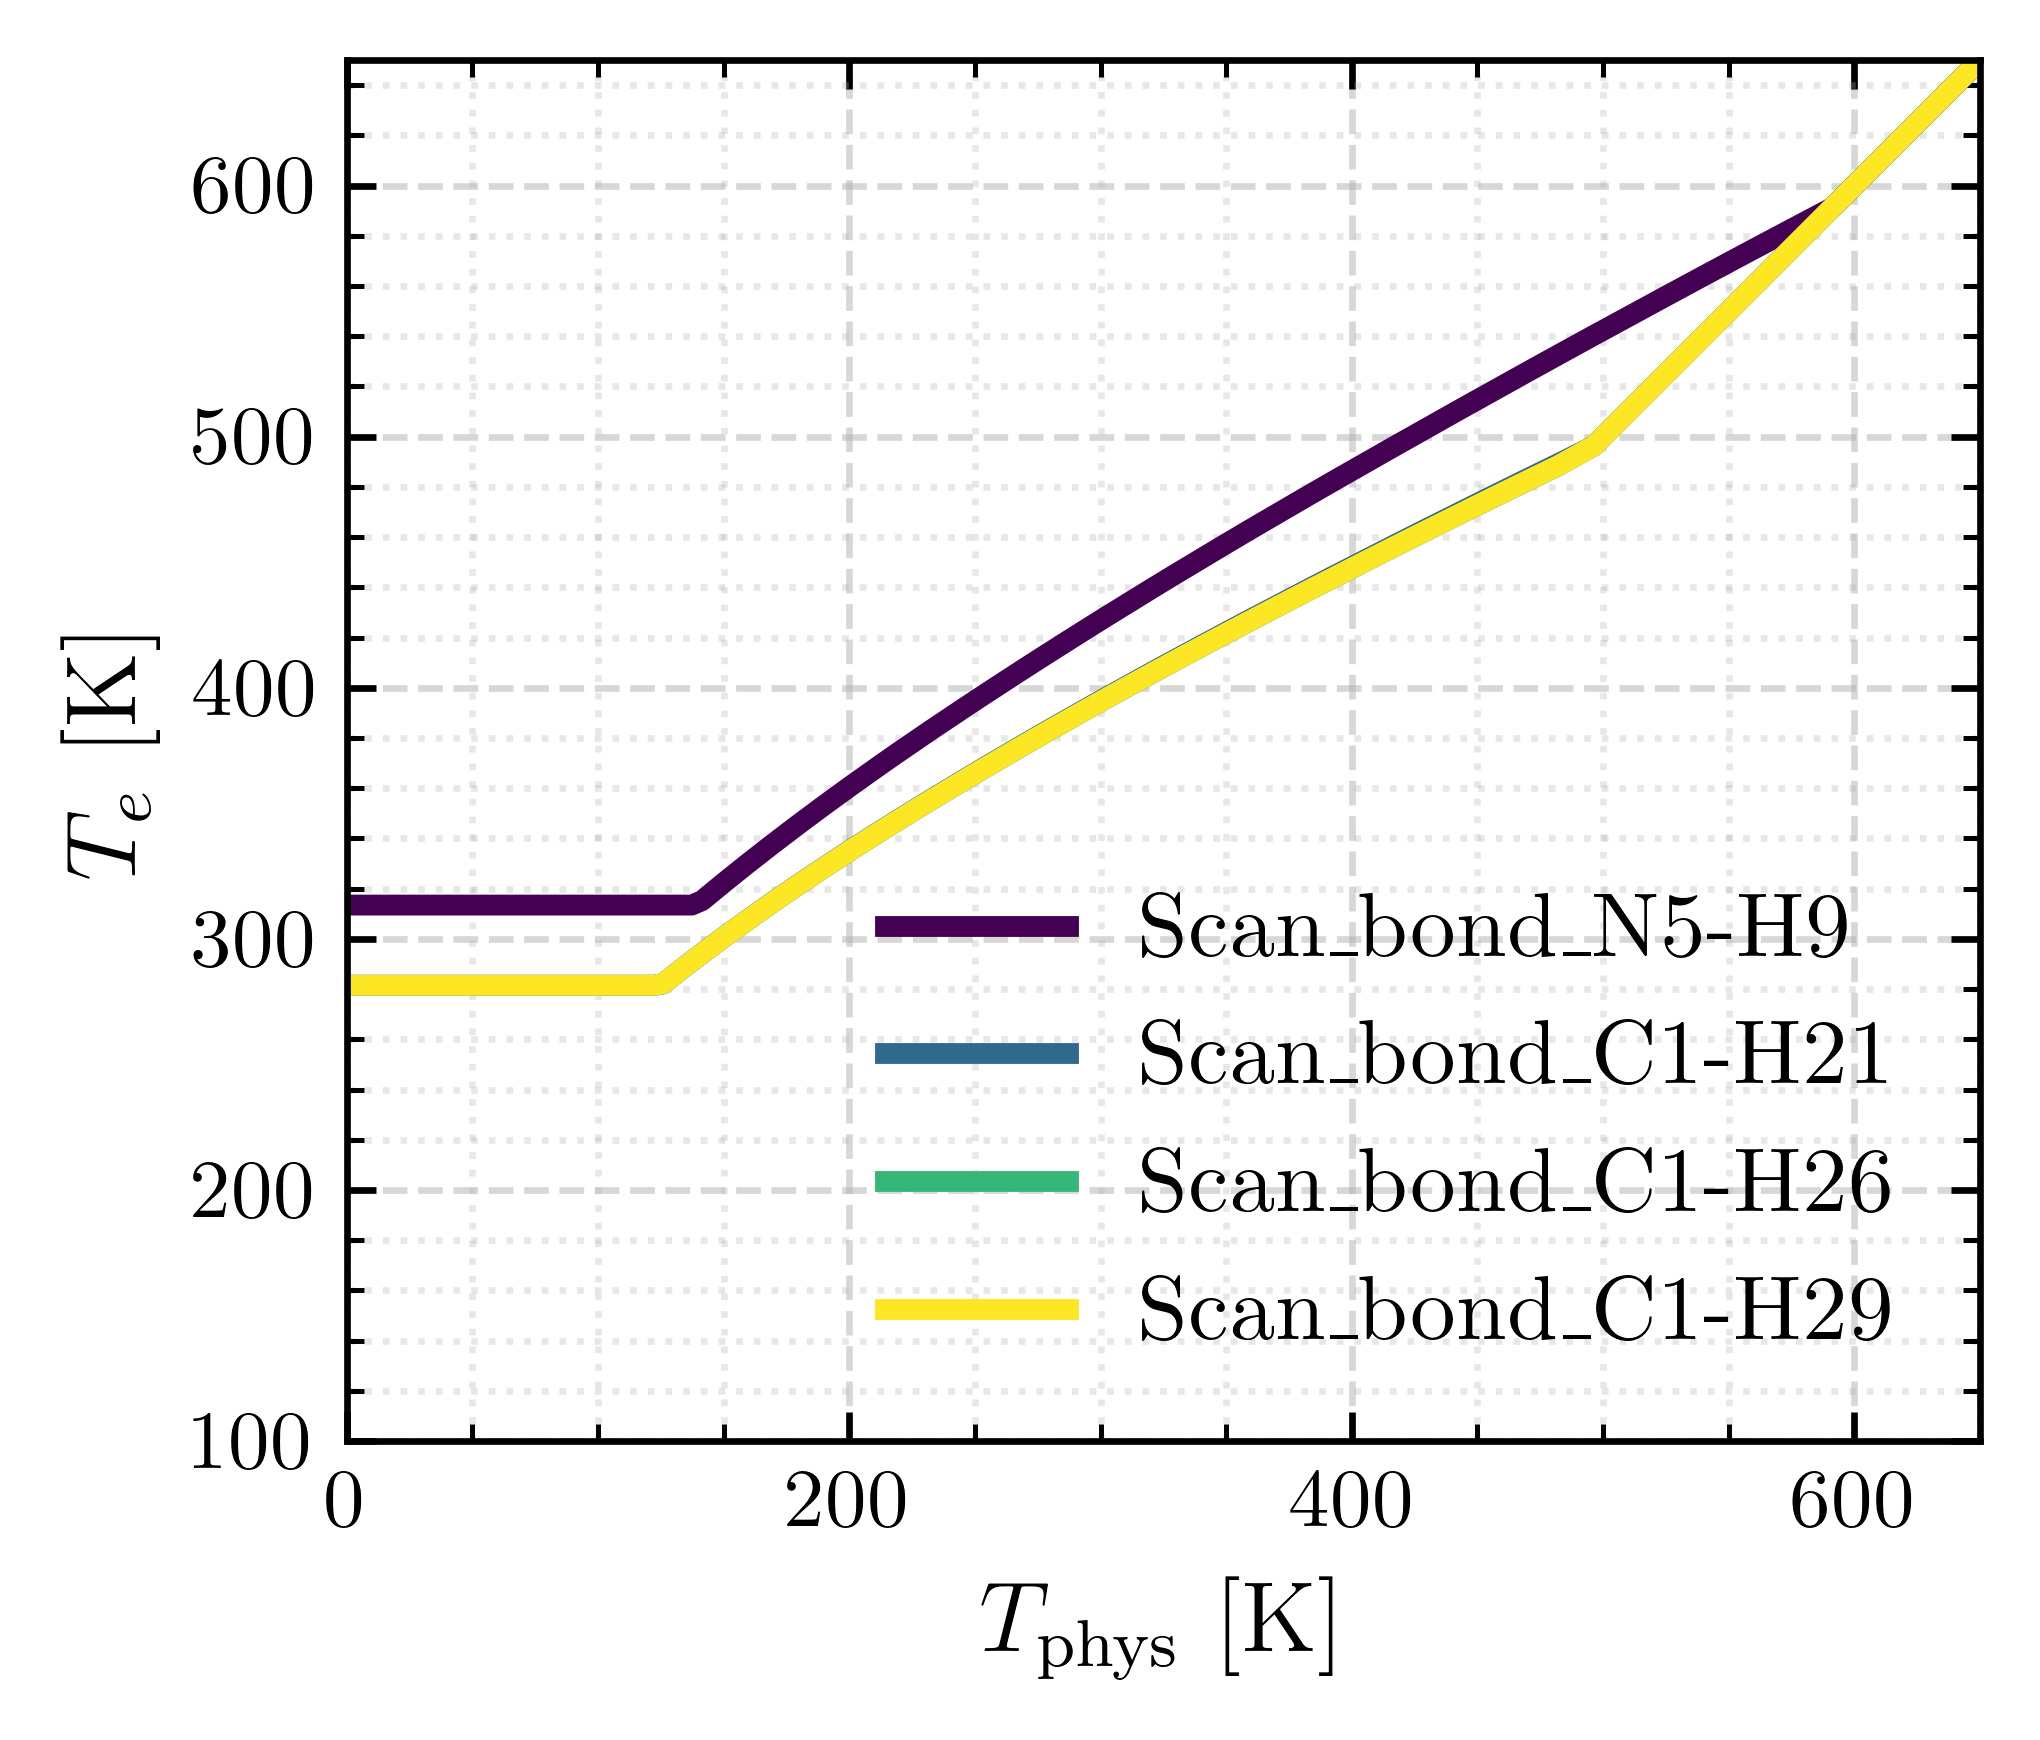 600
500
400
300
200
100
T_e [K]
Scan_bond_N5-H9
Scan_bond_C1-H21
Scan_bond_C1-H26
Scan_bond_C1-H29
0 200 400 600
T_phys [K]